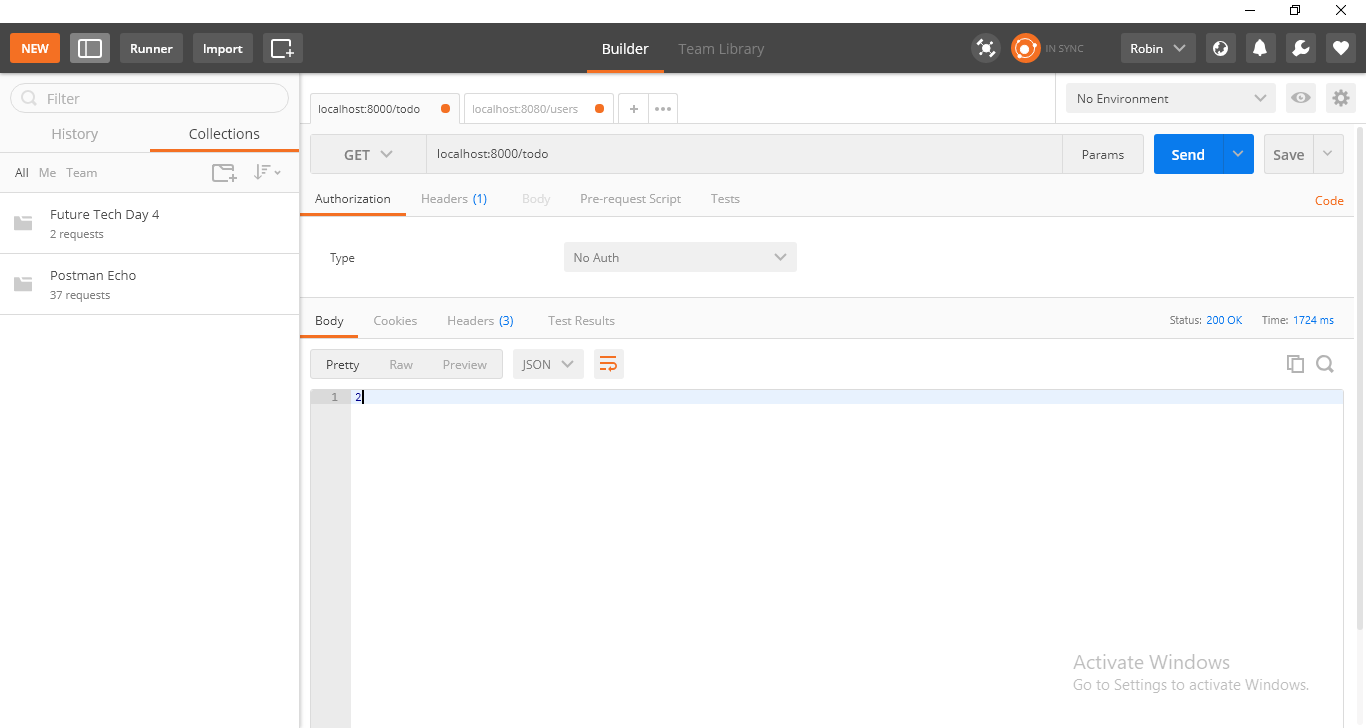 NEW Runner Import Builder Team Library IN SYNC Robin
Filter
History Collections
All Me Team
Future Tech Day 4
2 requests
Postman Echo
37 requests
localhost:8000/todo localhost:8080/users + ••• No Environment
GET localhost:8000/todo Params Send Save
Authorization Headers (1) Body Pre-request Script Tests Code
Type No Auth
Body Cookies Headers (3) Test Results Status: 200 OK Time: 1724 ms
Pretty Raw Preview JSON
1 2
Activate Windows
Go to Settings to activate Windows.